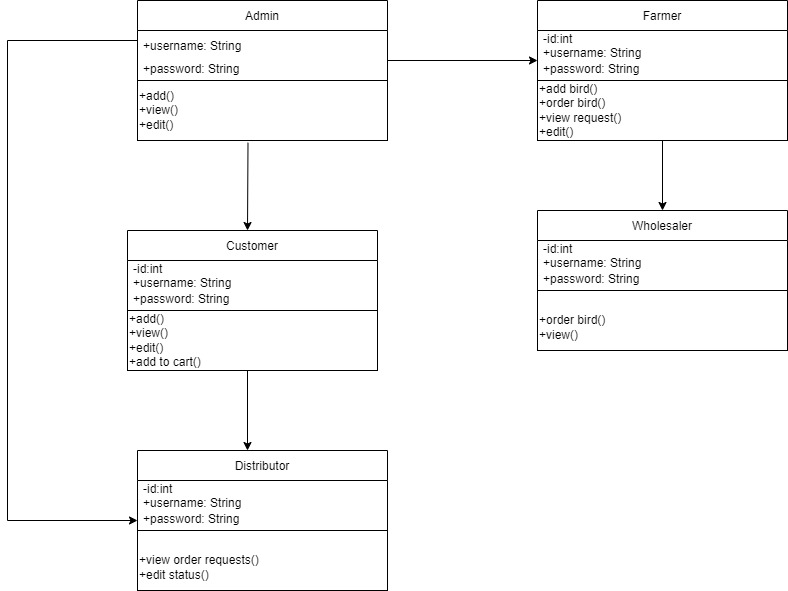 Admin
+username: String
+password: String
+add()
+view()
+edit()
Farmer
-id:int
+username: String
+password: String
+add bird()
+order bird()
+view request()
+edit()
Customer
-id:int
+username: String
+password: String
+add()
+view()
+edit()
+add to cart()
Wholesaler
-id:int
+username: String
+password: String
+order bird()
+view()
Distributor
-id:int
+username: String
+password: String
+view order requests()
+edit status()